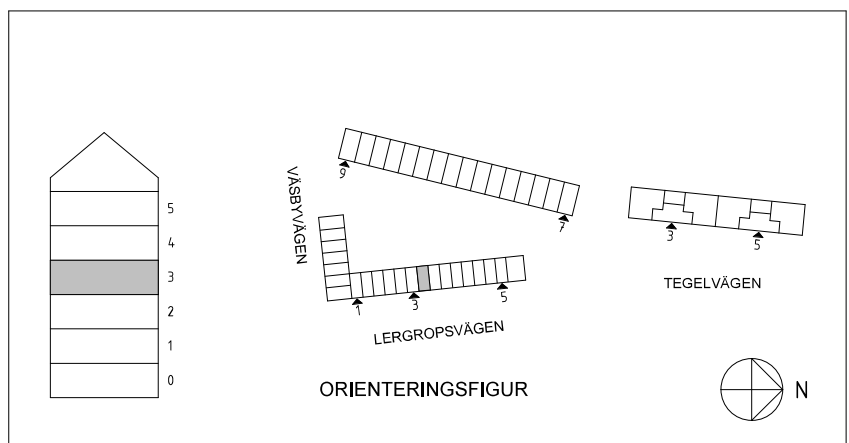 5
4
3
2
1
0
VÄSBYVÄGEN
9
7
1
3
5
LERGROPSVÄGEN
3
5
TEGELVÄGEN
ORIENTERINGSFIGUR
N